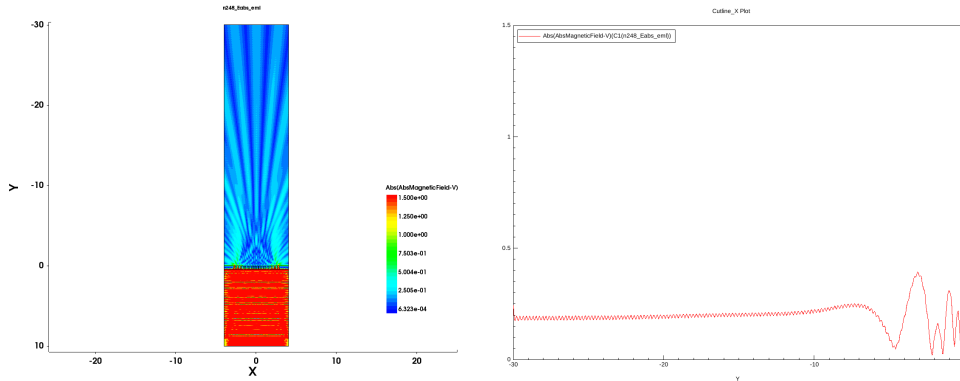 n248_Eabs_eml
-30
-20
-10
0
10
Y
-20
-10
0
10
20
X
Abs(AbsMagneticField-V)
1.500e+00
1.250e+00
1.000e+00
7.503e-01
5.004e-01
2.505e-01
6.323e-04
Cutline_X Plot
Abs(AbsMagneticField-V)(C1(n248_Eabs_eml))
1.5
1
0.5
0
-30
-20
-10
Y